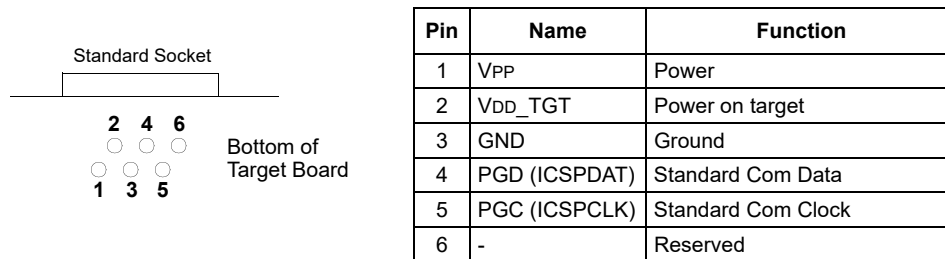 Standard Socket
2 4 6
Bottom of
Target Board
1 3 5
Pin Name Function
1 VPP Power
2 VDD_TGT Power on target
3 GND Ground
4 PGD (ICSPDAT) Standard Com Data
5 PGC (ICSPCLK) Standard Com Clock
6 - Reserved